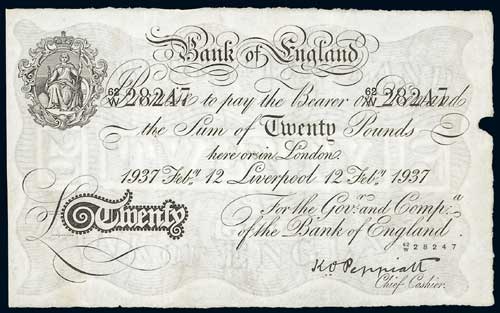 Bank of England
62/W 28247 62/W 28247
to pay the Bearer on
the Sum of Twenty Pounds
here or in London.
1937 Feby. 12 Liverpool 12 Feby. 1937
For the Govr. and Compa.
of the Bank of England.
62/W 28247
£Twenty
K O Peppiatt
Chief Cashier.